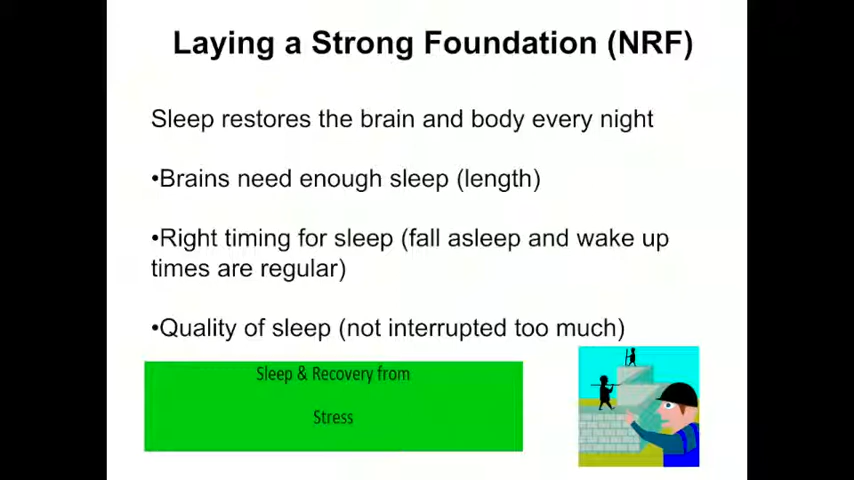 Laying a Strong Foundation (NRF)
Sleep restores the brain and body every night
•Brains need enough sleep (length)
•Right timing for sleep (fall asleep and wake up
times are regular)
•Quality of sleep (not interrupted too much)
Sleep & Recovery from
Stress